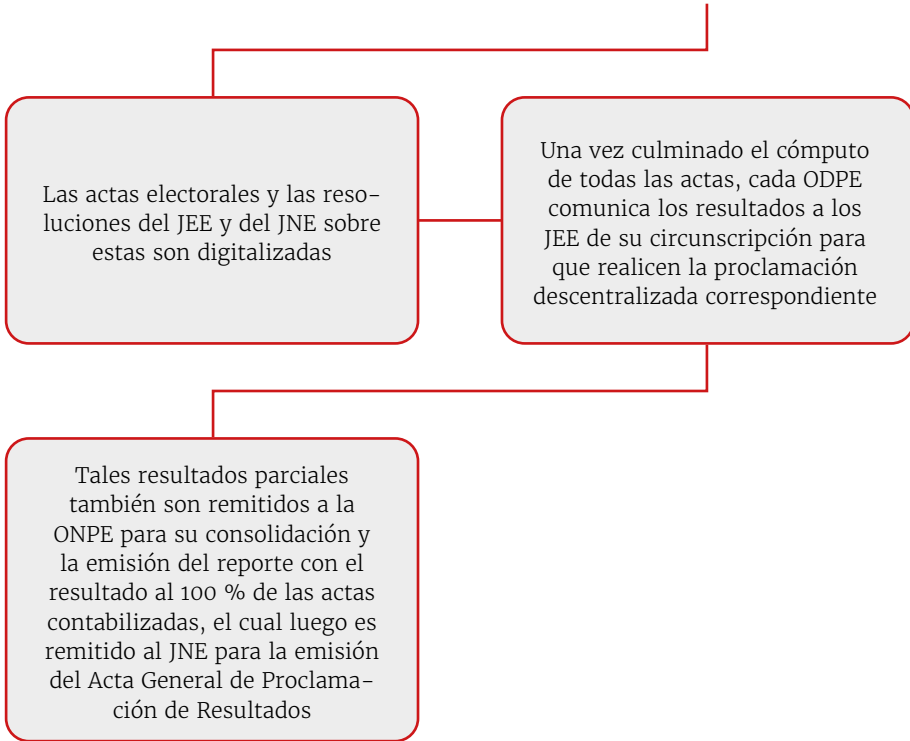 Las actas electorales y las reso-
luciones del JEE y del JNE sobre
estas son digitalizadas
Una vez culminado el cómputo
de todas las actas, cada ODPE
comunica los resultados a los
JEE de su circunscripción para
que realicen la proclamación
descentralizada correspondiente
Tales resultados parciales
también son remitidos a la
ONPE para su consolidación y
la emisión del reporte con el
resultado al 100 % de las actas
contabilizadas, el cual luego es
remitido al JNE para la emisión
del Acta General de Proclama-
ción de Resultados